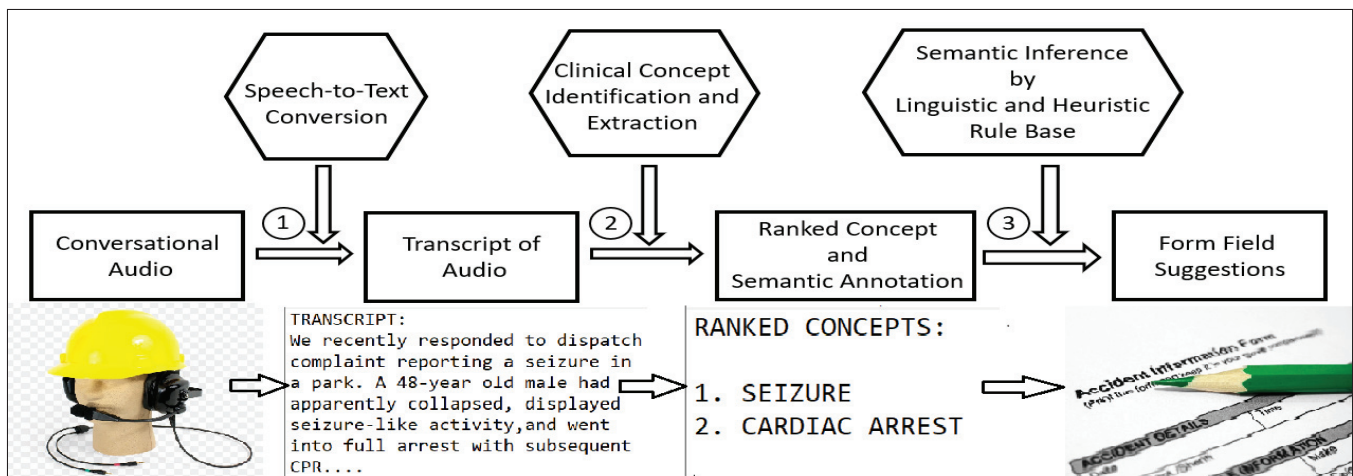 Speech-to-Text
Conversion
Clinical Concept
Identification and
Extraction
Semantic Inference
by
Linguistic and Heuristic
Rule Base
1
2
3
Conversational
Audio
Transcript of
Audio
Ranked Concept
and
Semantic Annotation
Form Field
Suggestions
TRANSCRIPT:
We recently responded to dispatch
complaint reporting a seizure in
a park. A 48-year old male had
apparently collapsed, displayed
seizure-like activity,and went
into full arrest with subsequent
CPR....
RANKED CONCEPTS:
1. SEIZURE
2. CARDIAC ARREST
Accident Information Form
ACCIDENT DETAILS
Time
INFORMATION
Make